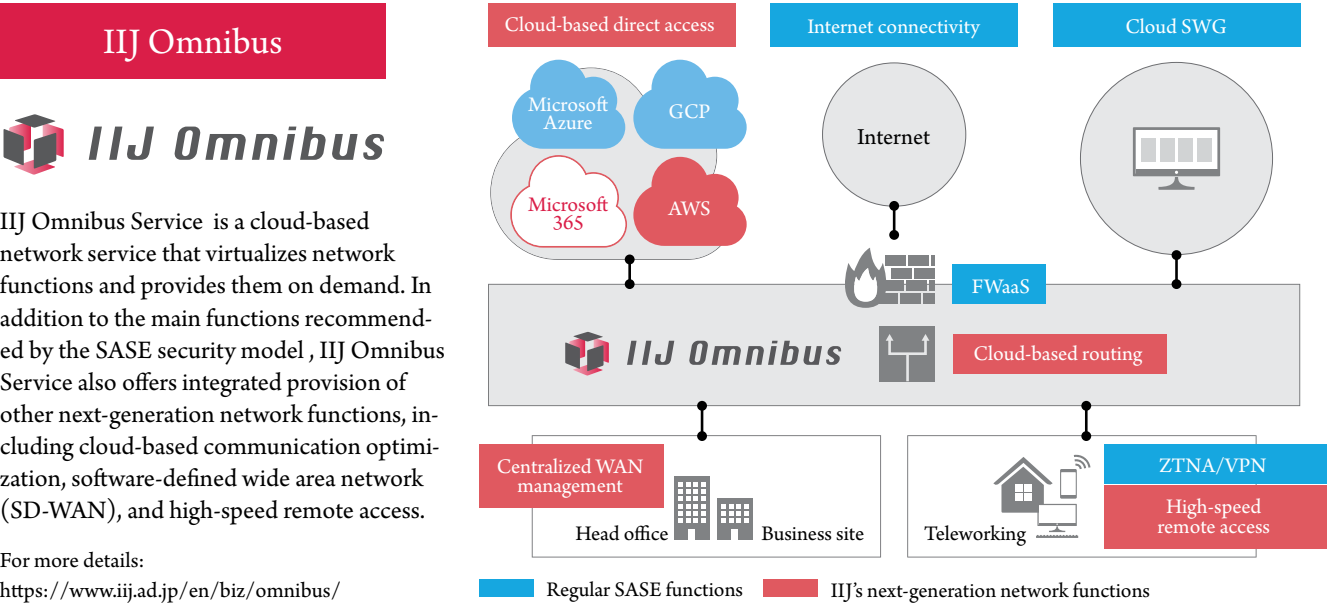 IIJ Omnibus
IIJ Omnibus
IIJ Omnibus Service is a cloud-based
network service that virtualizes network
functions and provides them on demand. In
addition to the main functions recommend-
ed by the SASE security model , IIJ Omnibus
Service also offers integrated provision of
other next-generation network functions, in-
cluding cloud-based communication optimi-
zation, software-defined wide area network
(SD-WAN), and high-speed remote access.
For more details:
https://www.iij.ad.jp/en/biz/omnibus/
Cloud-based direct access
Internet connectivity
Cloud SWG
Microsoft
Azure
GCP
Microsoft
365
AWS
Internet
FWaaS
IIJ Omnibus
Cloud-based routing
Centralized WAN
management
Head office
Business site
Teleworking
ZTNA/VPN
High-speed
remote access
Regular SASE functions
IIJ's next-generation network functions